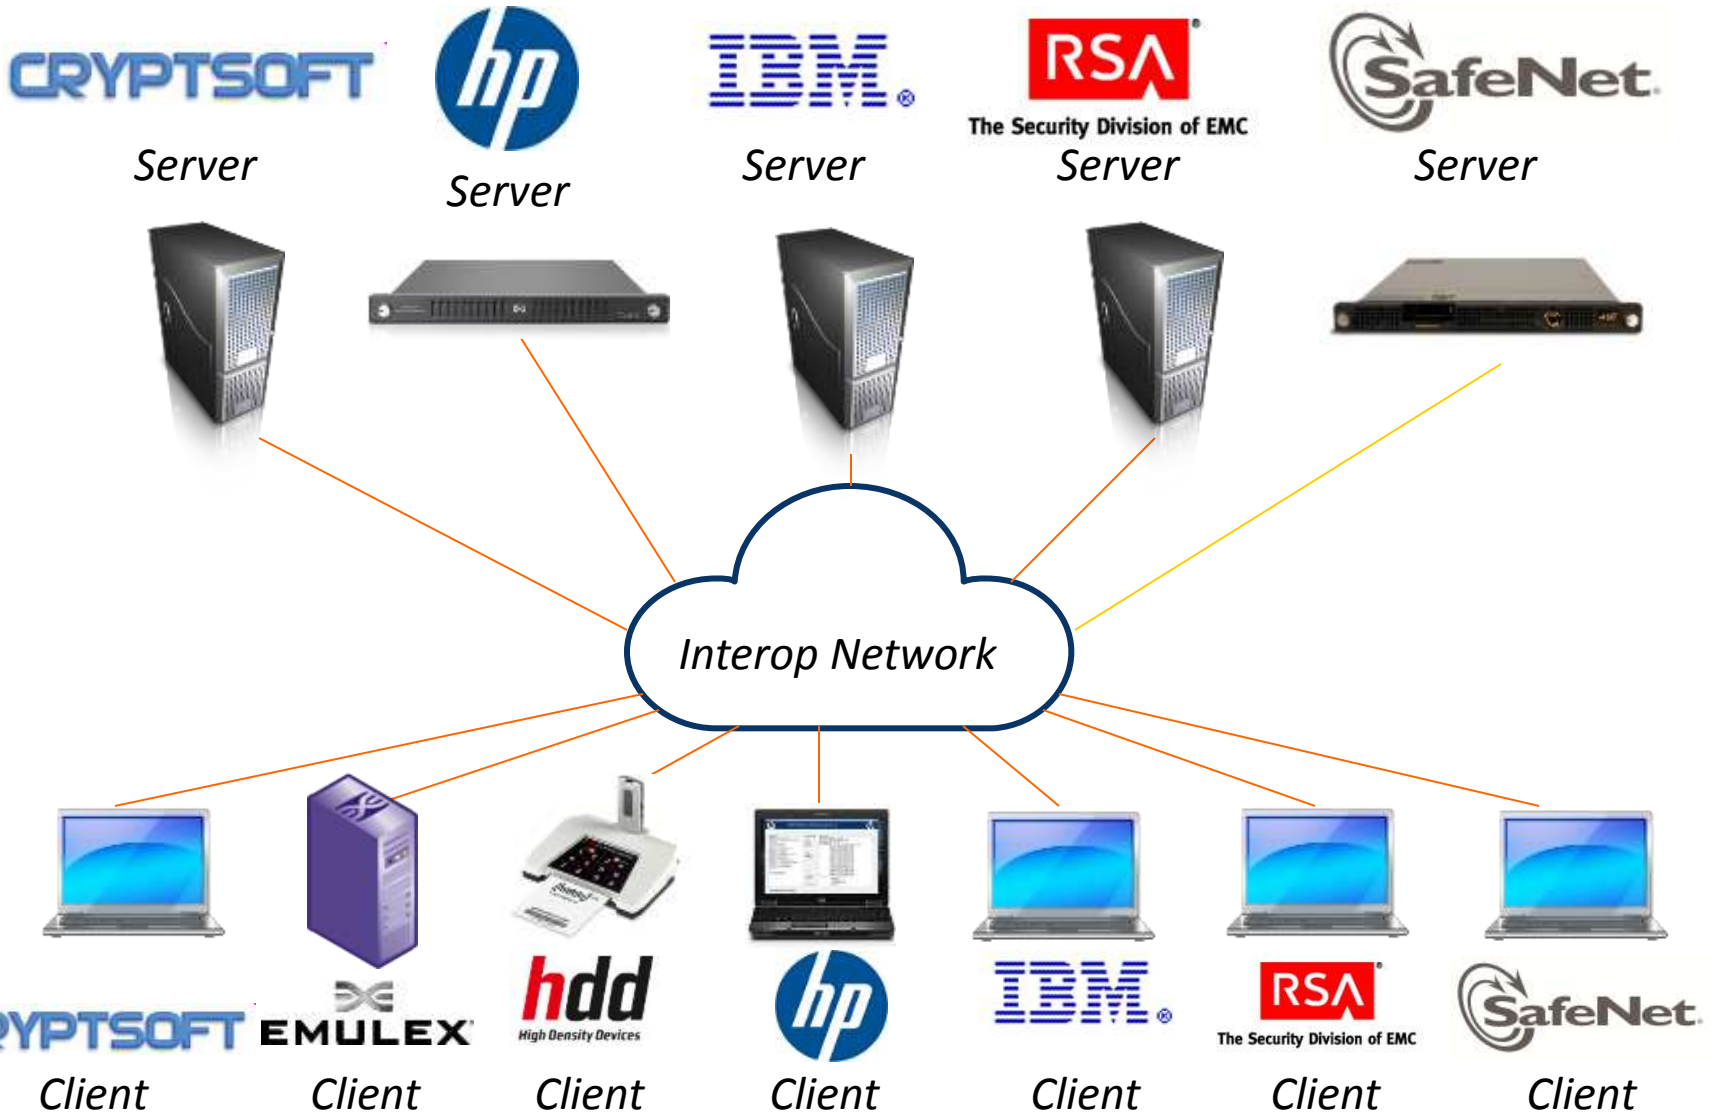 CRYPTSOFT
hp
IBM®
RSA
The Security Division of EMC
SafeNet.
Server
Server
Server
Server
Server
Interop Network
RYPTSOFT
EMULEX
hdd
High Density Devices
hp
IBM®
RSA
The Security Division of EMC
SafeNet.
Client
Client
Client
Client
Client
Client
Client